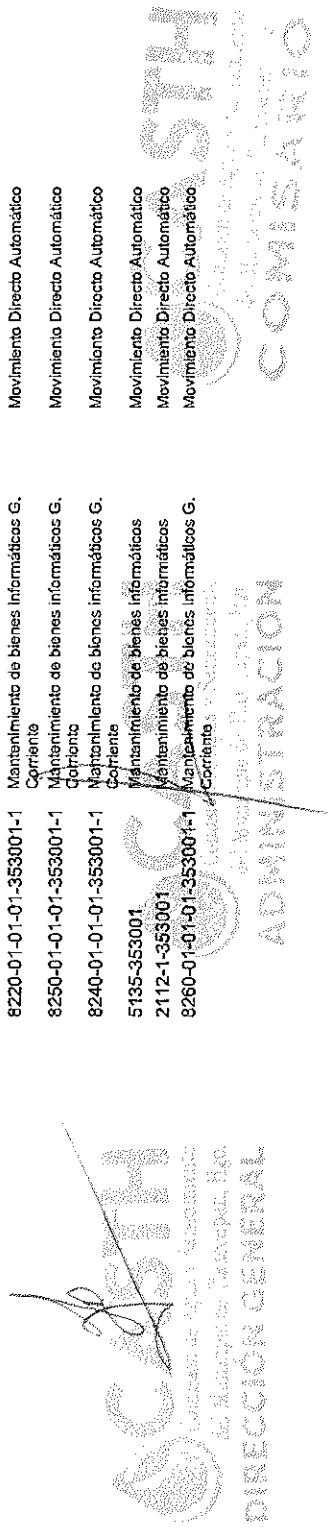 8220-01-01-01-353001-1 Mantenimiento de bienes informáticos G. Movimiento Directo Automático
Corriente
8250-01-01-01-353001-1 Mantenimiento de bienes informáticos G. Movimiento Directo Automático
Corriente
8240-01-01-01-353001-1 Mantenimiento de bienes informáticos G. Movimiento Directo Automático
Corriente
5135-353001 Mantenimiento de bienes informáticos Movimiento Directo Automático
2112-1-353001 Mantenimiento de bienes informáticos Movimiento Directo Automático
8260-01-01-01-353001-1 Mantenimiento de bienes informáticos G. Movimiento Directo Automático
Corriente
CASTH
DIRECCIÓN GENERAL
CASTH
ADMINISTRACION
CASTH
COMISARIO